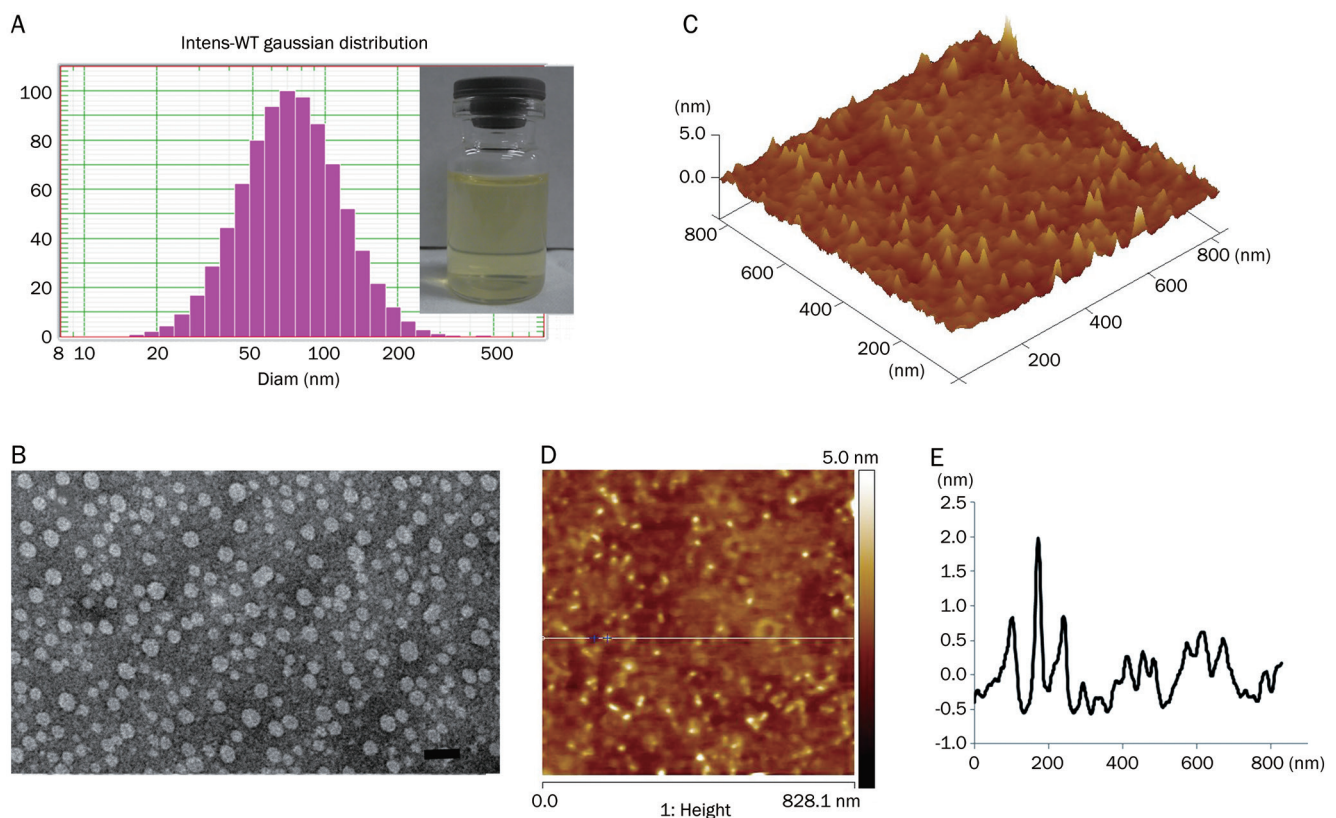 A
Intens-WT gaussian distribution
100
80
60
40
20
0
8 10 20 50 100 200 500
Diam (nm)
C
(nm)
5.0
0.0
800
600
400
200
(nm)
200
400
600
800 (nm)
B
D
5.0 nm
0.0 828.1 nm
1: Height
E
(nm)
2.5
2.0
1.5
1.0
0.5
0.0
-0.5
-1.0
0 200 400 600 800 (nm)